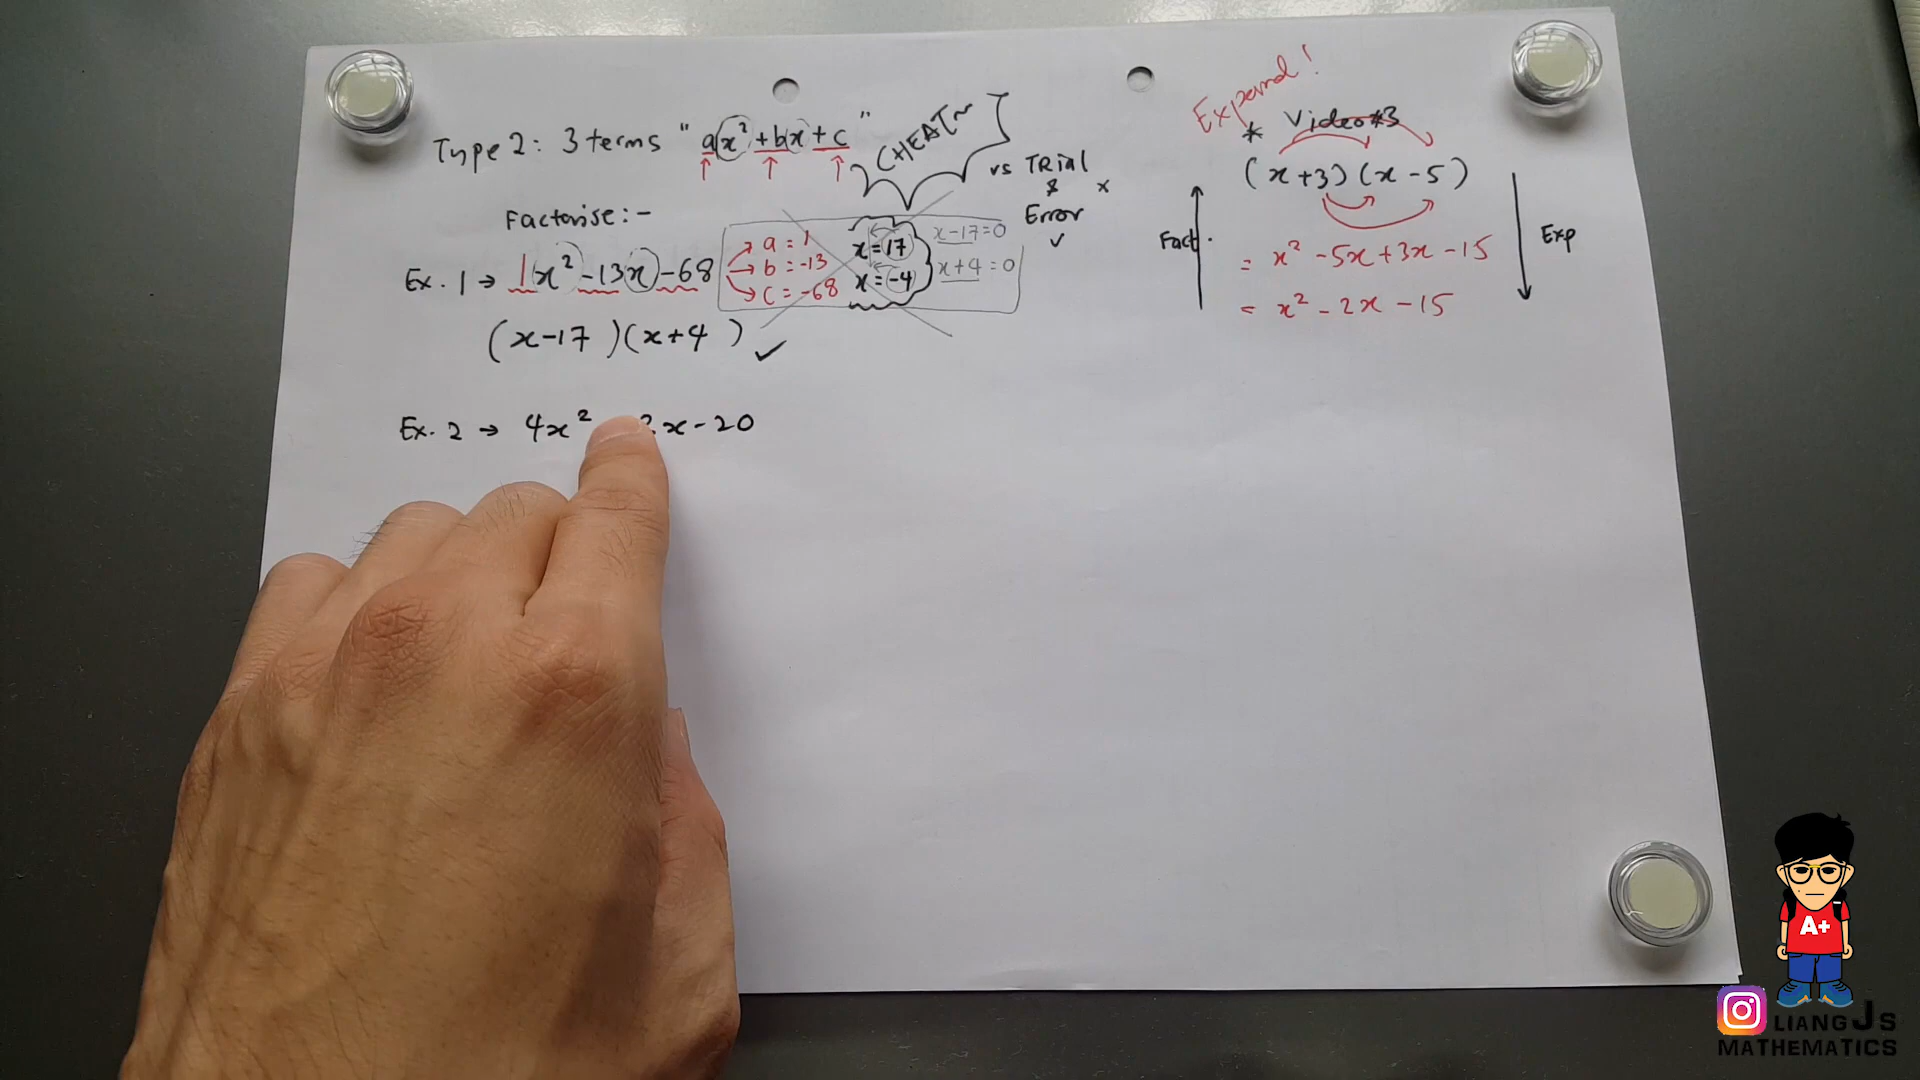 Type 2: 3 terms "ax² + bx + c"
CHEAT~
vs TRIAL
& x
Error
✓
Factorise:-
Ex. 1 → 1x² -13x -68
a = 1
b = -13
c = -68
x = 17
x = -4
x-17=0
x+4=0
(x-17)(x+4) ✓
Ex. 2 → 4x² x - 20
Expand!
* Video #3
(x+3)(x-5)
= x² -5x+3x -15
= x² -2x -15
Fact.
Exp
A+
LIANGJS
MATHEMATICS